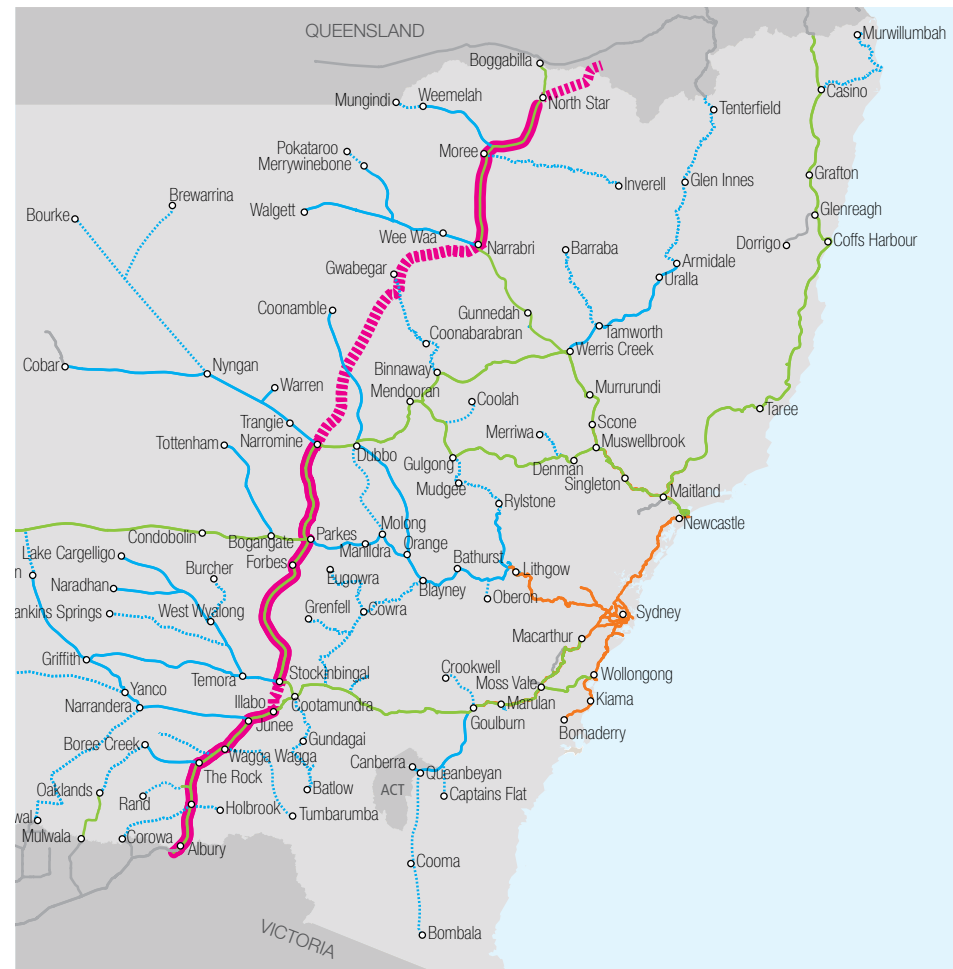 QUEENSLAND
Murwillumbah
Boggabilla
Casino
Mungindi
Weemelah
North Star
Tenterfield
Moree
Pokataroo
Merrywinebone
Grafton
Inverell
Glen Innes
Brewarrina
Bourke
Walgett
Glenreagh
Wee Waa
Narrabri
Barraba
Dorrigo
Coffs Harbour
Gwabegar
Armidale
Uralla
Coonamble
Gunnedah
Coonabarabran
Tamworth
Werris Creek
Cobar
Nyngan
Binnaway
Warren
Mendooran
Murrurundi
Coolah
Taree
Trangie
Narromine
Scone
Merriwa
Muswellbrook
Tottenham
Dubbo
Gulgong
Denman
Singleton
Mudgee
Rylstone
Maitland
Newcastle
Condobolin
Bogangate
Parkes
Molong
Manildra
Orange
Lake Cargelligo
Forbes
Bathurst
Lithgow
n
Burcher
Eugowra
Naradhan
Blayney
Oberon
ankins Springs
West Wyalong
Grenfell
Cowra
Sydney
Macarthur
Griffith
Stockinbingal
Crookwell
Temora
Moss Vale
Wollongong
Yanco
Illabo
Cootamundra
Marulan
Kiama
Narrandera
Junee
Goulburn
Bomaderry
Boree Creek
Gundagai
Wagga Wagga
Canberra
The Rock
Queanbeyan
Oaklands
Batlow
ACT
Captains Flat
Rand
Holbrook
Tumbarumba
wal
Mulwala
Corowa
Albury
Cooma
Bombala
VICTORIA